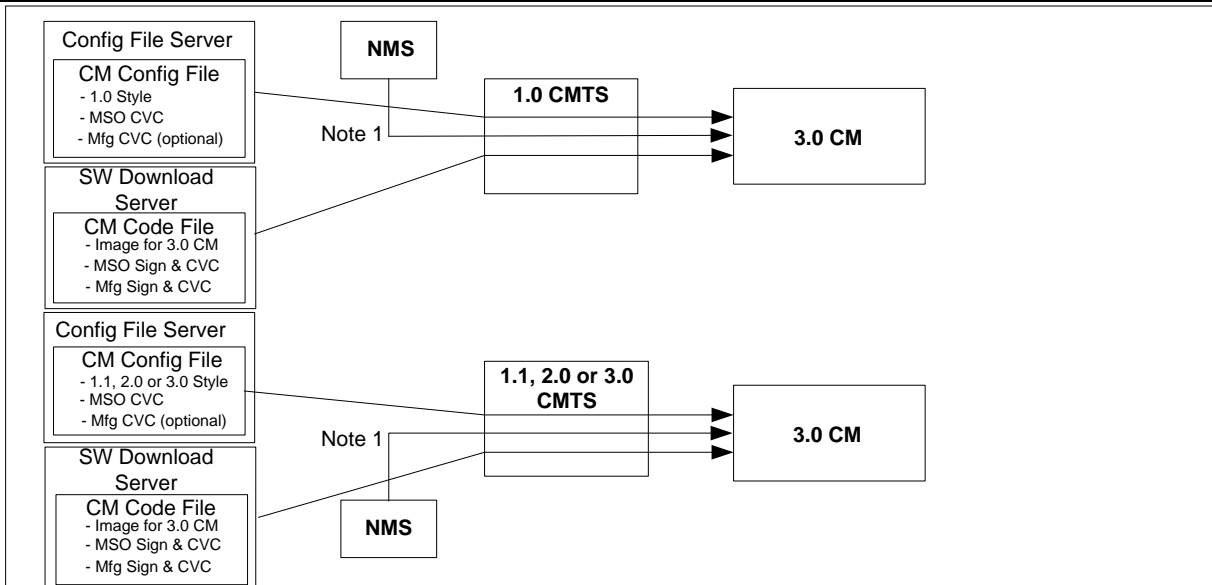 Config File Server
CM Config File
- 1.0 Style
- MSO CVC
- Mfg CVC (optional)
SW Download
Server
CM Code File
- Image for 3.0 CM
- MSO Sign & CVC
- Mfg Sign & CVC
NMS
Note 1
1.0 CMTS
3.0 CM
Config File Server
CM Config File
- 1.1, 2.0 or 3.0 Style
- MSO CVC
- Mfg CVC (optional)
SW Download
Server
CM Code File
- Image for 3.0 CM
- MSO Sign & CVC
- Mfg Sign & CVC
Note 1
NMS
1.1, 2.0 or 3.0
CMTS
3.0 CM